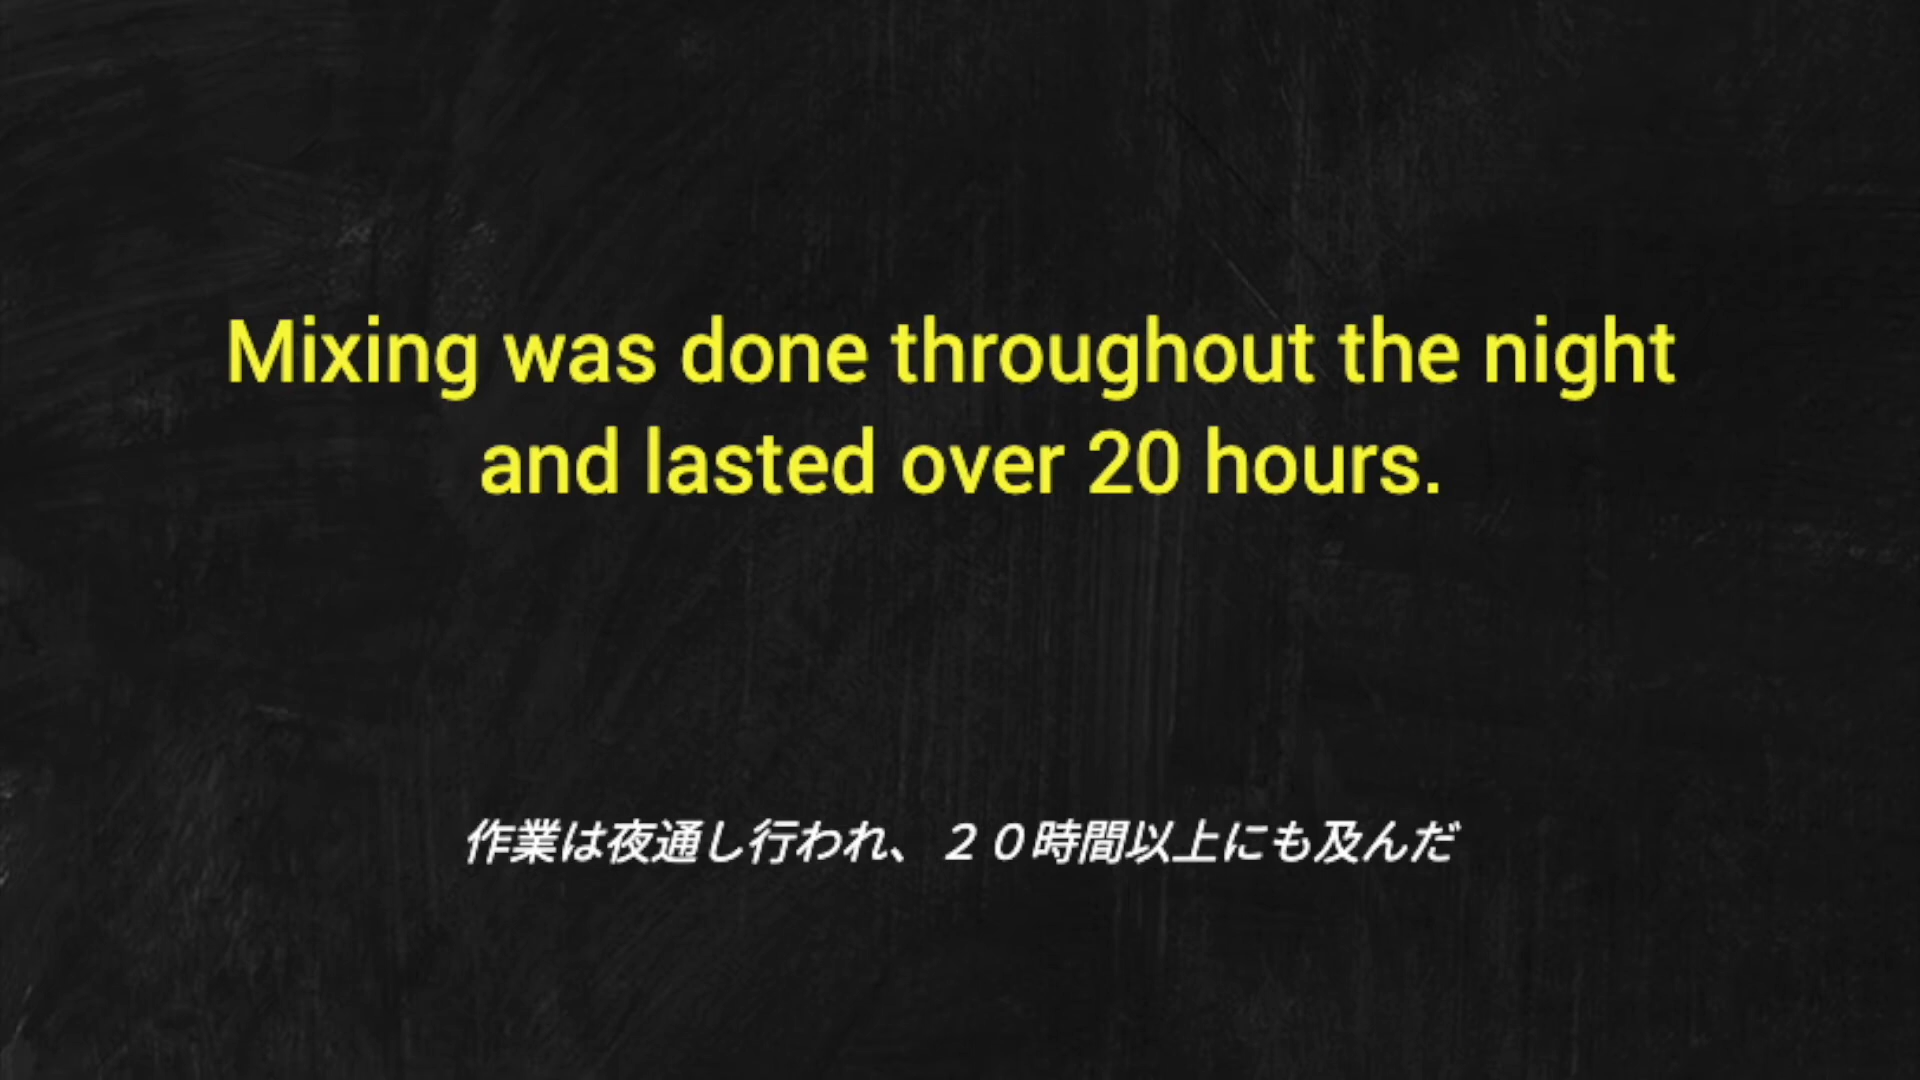 Mixing was done throughout the night
and lasted over 20 hours.
作業は夜通し行われ、２０時間以上にも及んだ